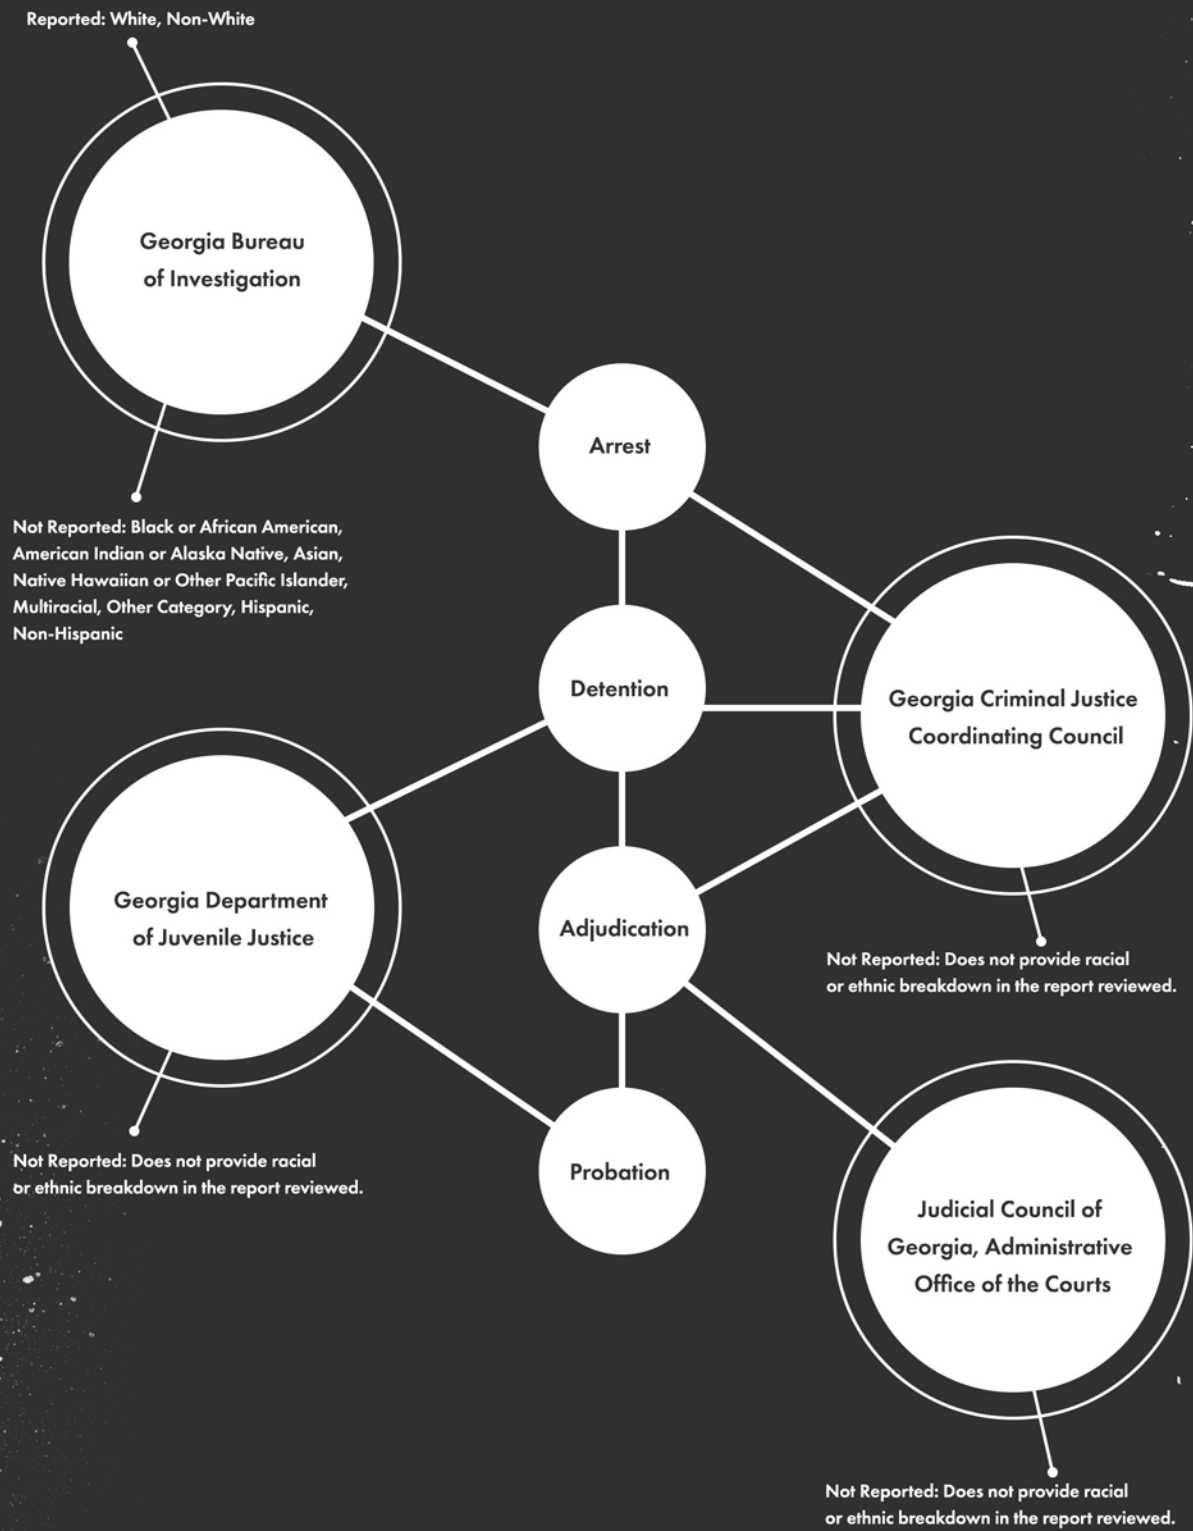 Reported: White, Non-White
Georgia Bureau
of Investigation
Arrest
Not Reported: Black or African American,
American Indian or Alaska Native, Asian,
Native Hawaiian or Other Pacific Islander,
Multiracial, Other Category, Hispanic,
Non-Hispanic
Detention
Georgia Criminal Justice
Coordinating Council
Georgia Department
of Juvenile Justice
Adjudication
Not Reported: Does not provide racial
or ethnic breakdown in the report reviewed.
Not Reported: Does not provide racial
or ethnic breakdown in the report reviewed.
Probation
Judicial Council of
Georgia, Administrative
Office of the Courts
Not Reported: Does not provide racial
or ethnic breakdown in the report reviewed.